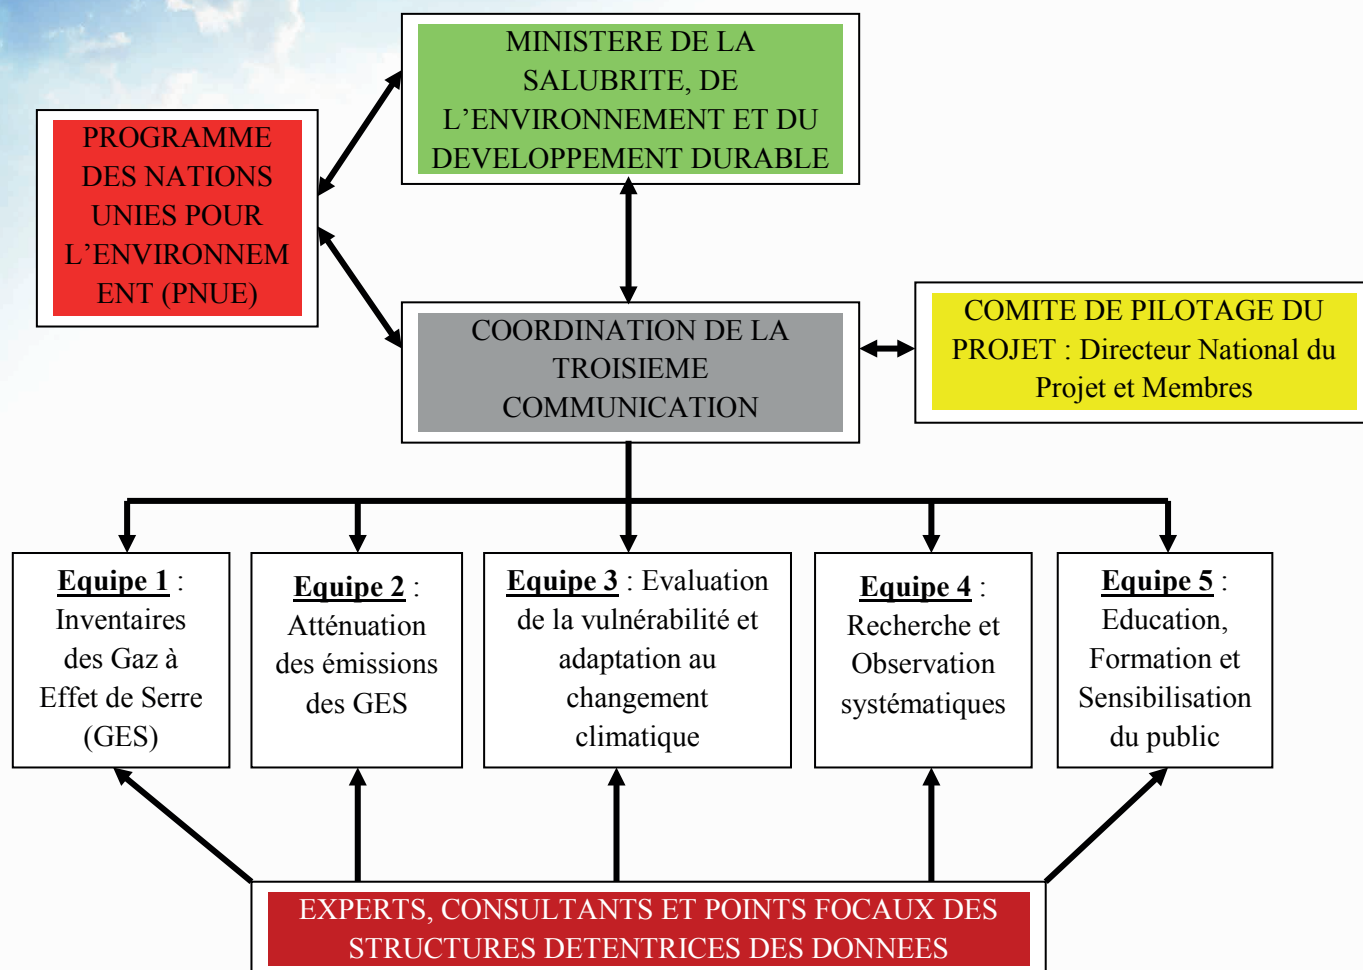 MINISTERE DE LA
SALUBRITE, DE
L’ENVIRONNEMENT ET DU
DEVELOPPEMENT DURABLE
PROGRAMME
DES NATIONS
UNIES POUR
L’ENVIRONNEM
ENT (PNUE)
COORDINATION DE LA
TROISIEME
COMMUNICATION
COMITE DE PILOTAGE DU
PROJET : Directeur National du
Projet et Membres
Equipe 1 :
Inventaires
des Gaz à
Effet de Serre
(GES)
Equipe 2 :
Atténuation
des émissions
des GES
Equipe 3 : Evaluation
de la vulnérabilité et
adaptation au
changement
climatique
Equipe 4 :
Recherche et
Observation
systématiques
Equipe 5 :
Education,
Formation et
Sensibilisation
du public
EXPERTS, CONSULTANTS ET POINTS FOCAUX DES
STRUCTURES DETENTRICES DES DONNEES